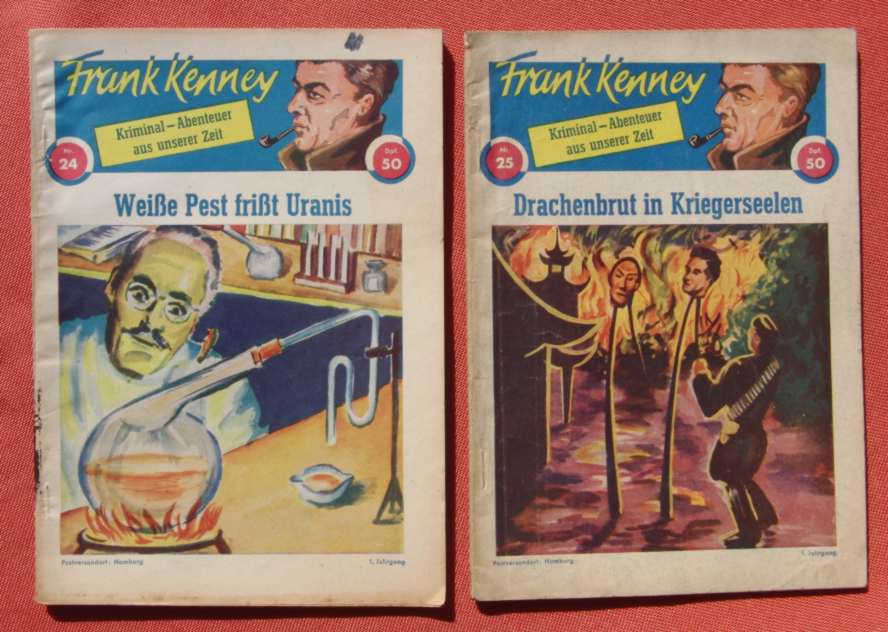 Frank Kenney
Kriminal-Abenteuer
aus unserer Zeit
Nr.
24
Dpf.
50
Weiße Pest frißt Uranis
Postversandort: Hamburg
1. Jahrgang
Frank Kenney
Kriminal-Abenteuer
aus unserer Zeit
Nr.
25
Dpf.
50
Drachenbrut in Kriegerseelen
Postversandort: Hamburg
1. Jahrgang